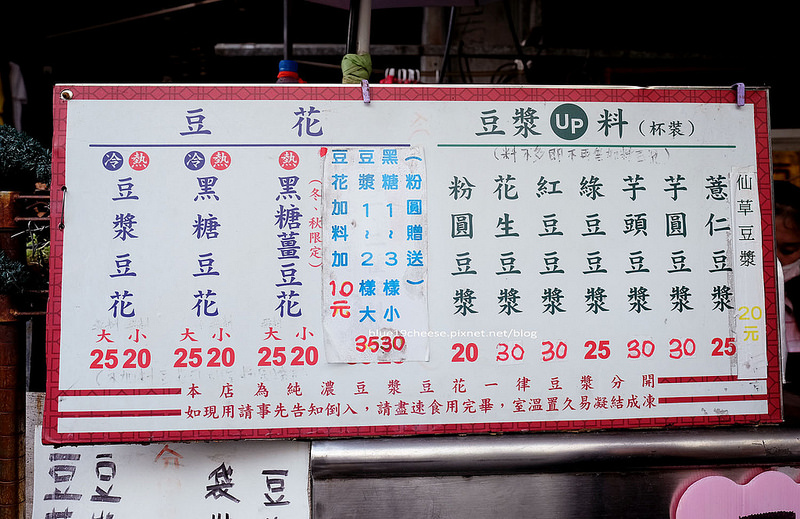 豆花
冷 熱
豆漿豆花
大 小
25 20
冷 熱
黑糖豆花
大 小
25 20
熱
黑糖薑豆花
(冬、秋限定)
大 小
25 20
(粉圓贈送)
黑糖1~3樣小
豆漿1~2樣大
豆花加料加10元
35 30
豆漿UP料(杯裝)
粉圓豆漿
20
花生豆漿
30
紅豆豆漿
30
綠豆豆漿
25
芋頭豆漿
30
芋圓豆漿
30
薏仁豆漿
25
仙草豆漿
20元
本店為純濃豆漿豆花一律豆漿分開
如現用請事先告知倒入,請盡速食用完畢,室溫置久易凝結成凍
blue19cheese.pixnet.net/blog